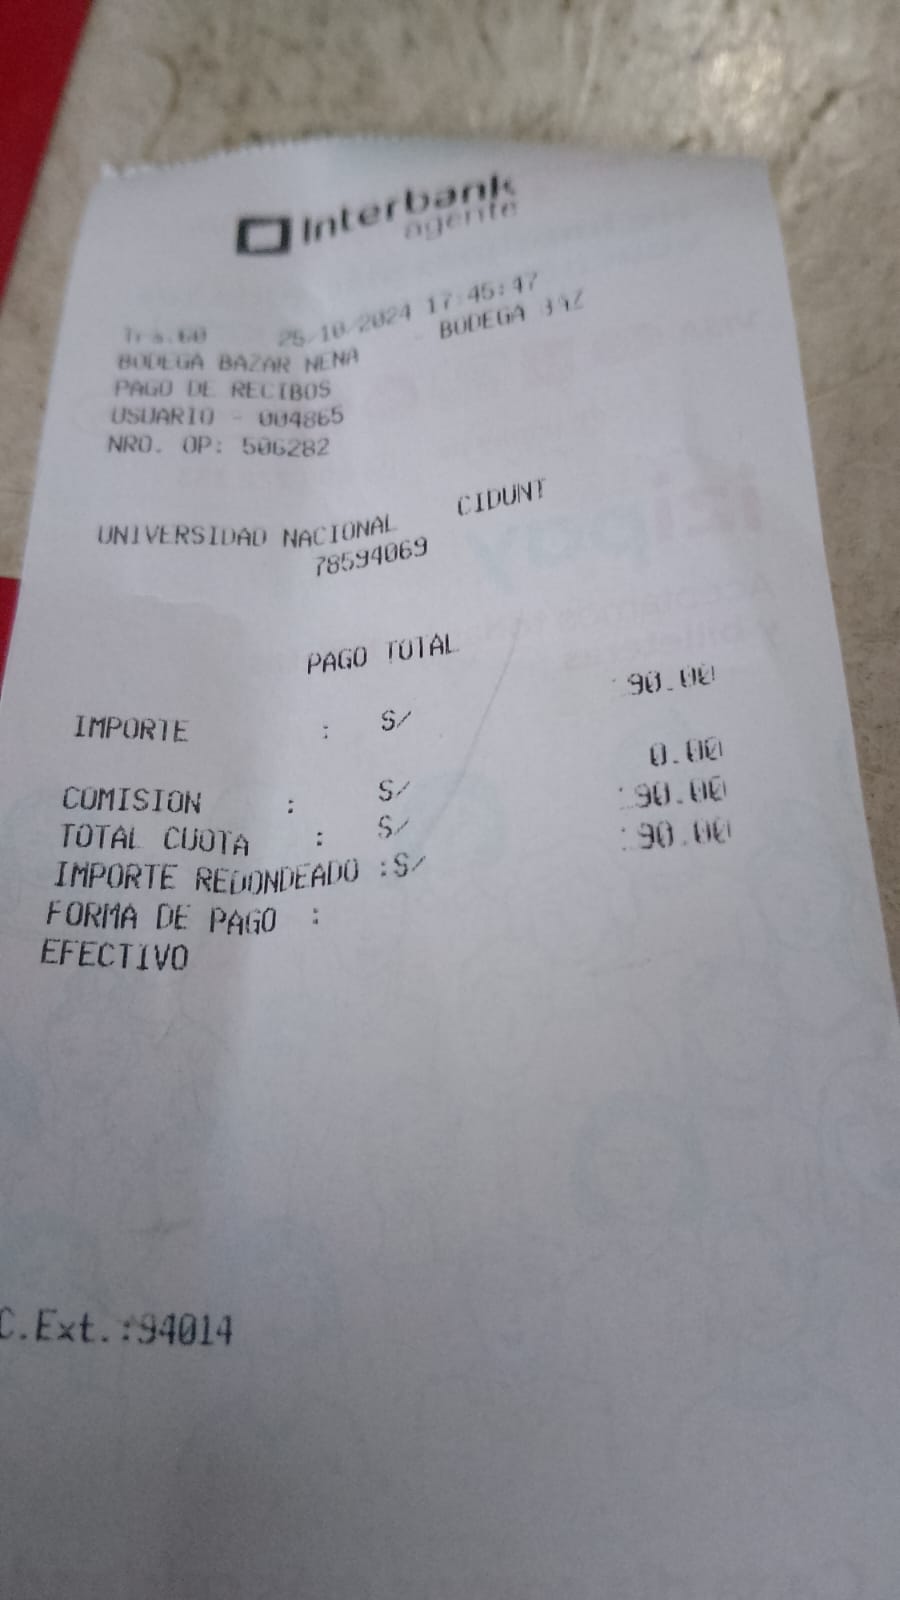 Interbank
agente
Tra.60 25/10/2024 17:45:47
BODEGA BAZAR NENA BODEGA
PAGO DE RECIBOS
USUARIO - 004865
NRO. OP: 506282
UNIVERSIDAD NACIONAL CIDUNT
78594069
PAGO TOTAL
IMPORTE : S/ 90.00
COMISION : S/ 0.00
TOTAL CUOTA : S/ 90.00
IMPORTE REDONDEADO :S/ 90.00
FORMA DE PAGO :
EFECTIVO
C.Ext.:94014